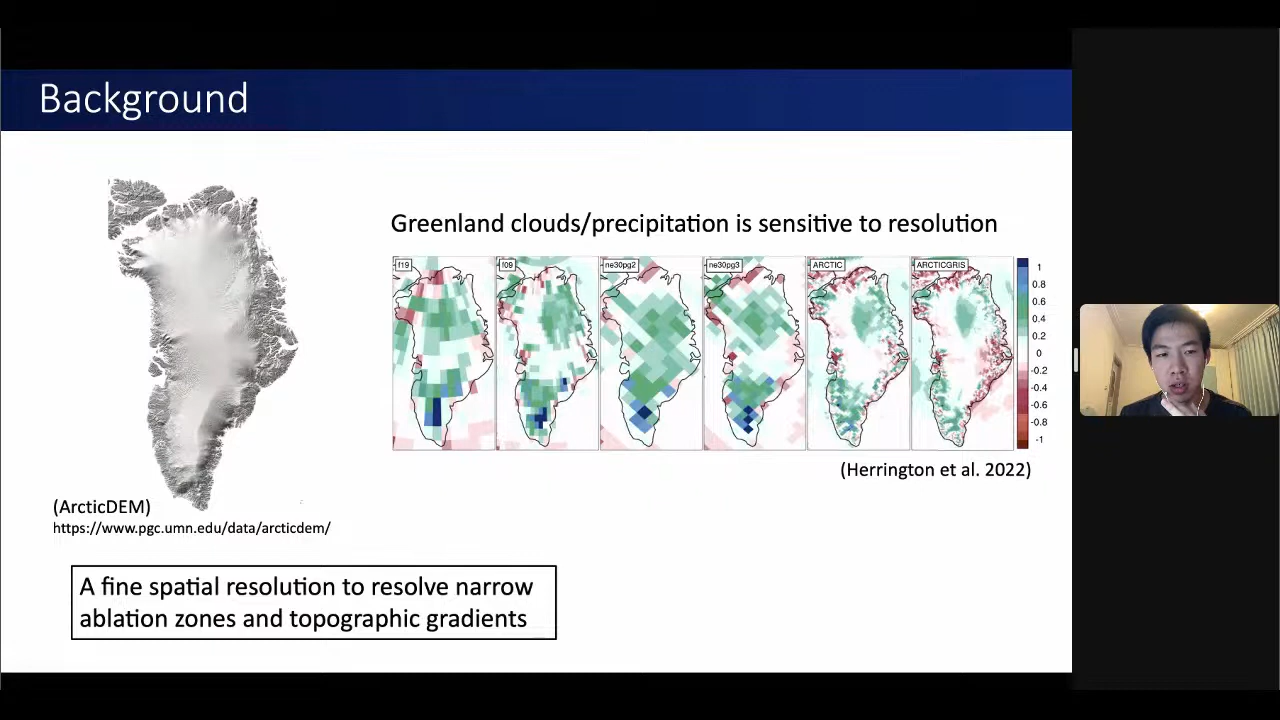 Background
Greenland clouds/precipitation is sensitive to resolution
f19
f09
ne30pg2
ne30pg3
ARCTIC
ARCTICGRIS
1
0.8
0.6
0.4
0.2
0
-0.2
-0.4
-0.6
-0.8
-1
(Herrington et al. 2022)
(ArcticDEM)
https://www.pgc.umn.edu/data/arcticdem/
A fine spatial resolution to resolve narrow
ablation zones and topographic gradients